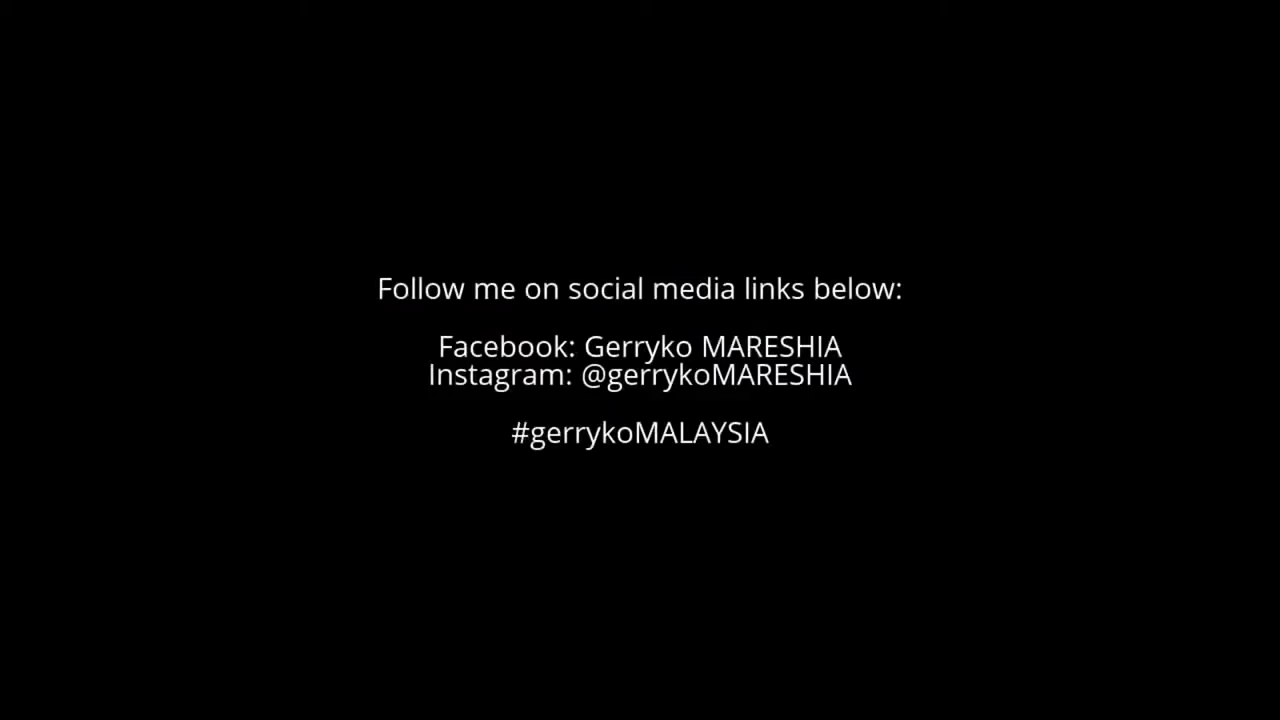 Follow me on social media links below:
Facebook: Gerryko MARESHIA
Instagram: @gerrykoMARESHIA
#gerrykoMALAYSIA